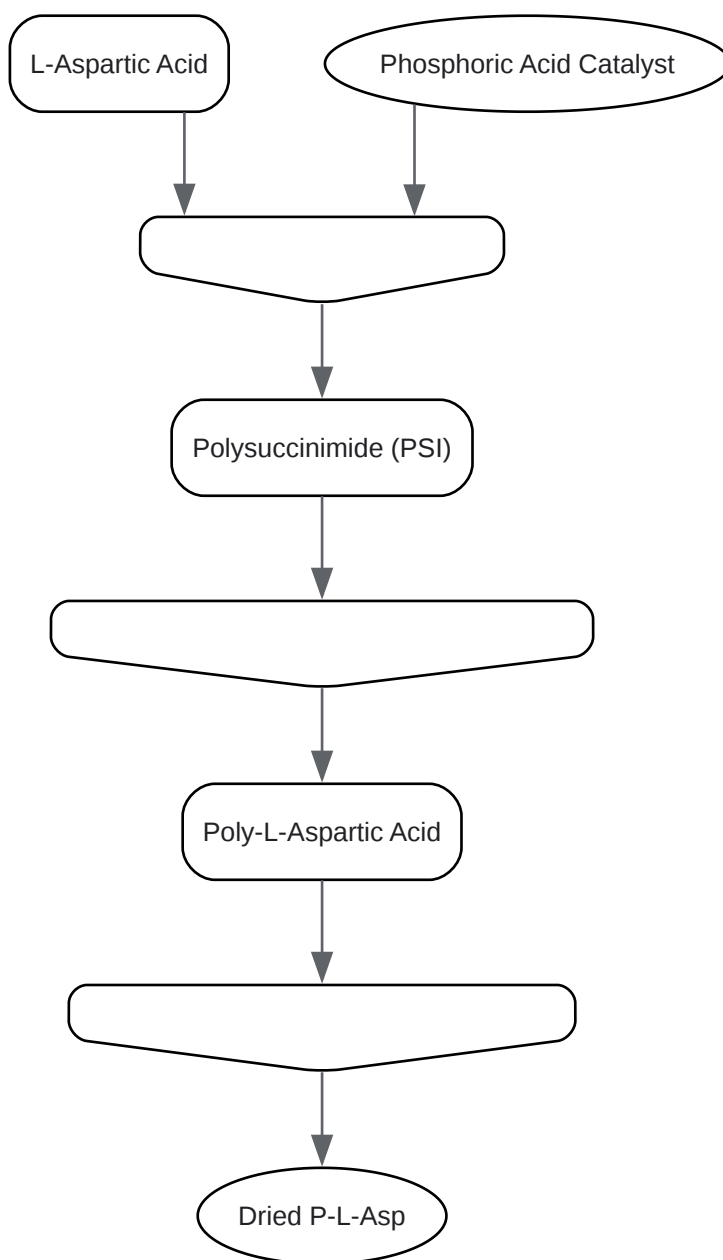 L-Aspartic Acid
Phosphoric Acid Catalyst
Polysuccinimide (PSI)
Poly-L-Aspartic Acid
Dried P-L-Asp